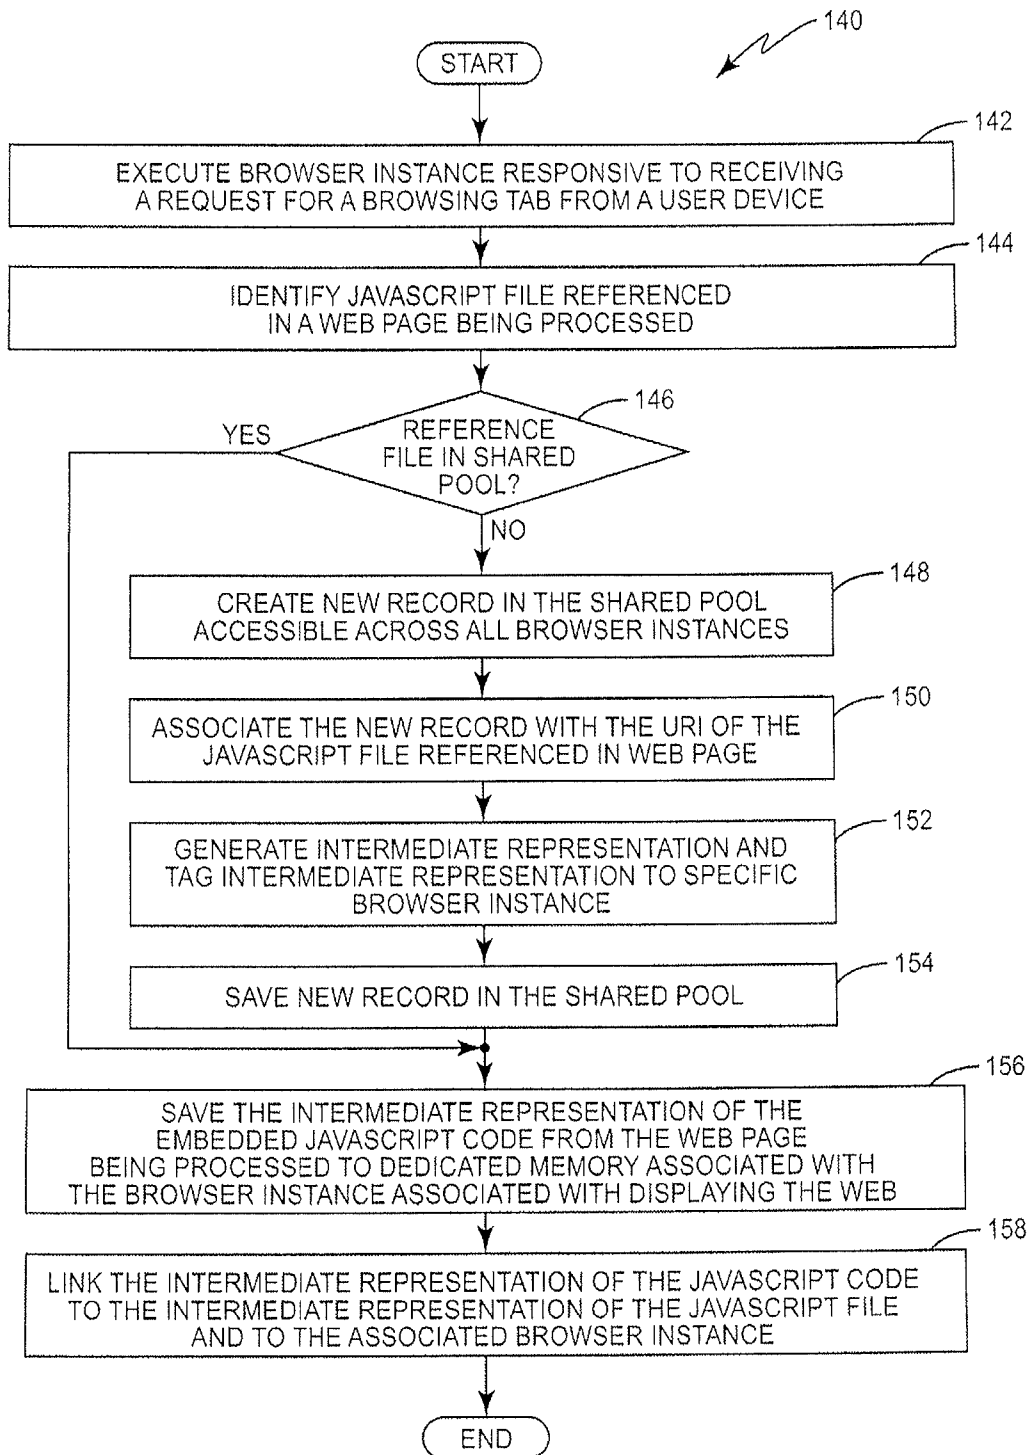 140
START
142
EXECUTE BROWSER INSTANCE RESPONSIVE TO RECEIVING
A REQUEST FOR A BROWSING TAB FROM A USER DEVICE
144
IDENTIFY JAVASCRIPT FILE REFERENCED
IN A WEB PAGE BEING PROCESSED
146
YES
REFERENCE
FILE IN SHARED
POOL?
NO
148
CREATE NEW RECORD IN THE SHARED POOL
ACCESSIBLE ACROSS ALL BROWSER INSTANCES
150
ASSOCIATE THE NEW RECORD WITH THE URI OF THE
JAVASCRIPT FILE REFERENCED IN WEB PAGE
152
GENERATE INTERMEDIATE REPRESENTATION AND
TAG INTERMEDIATE REPRESENTATION TO SPECIFIC
BROWSER INSTANCE
154
SAVE NEW RECORD IN THE SHARED POOL
156
SAVE THE INTERMEDIATE REPRESENTATION OF THE
EMBEDDED JAVASCRIPT CODE FROM THE WEB PAGE
BEING PROCESSED TO DEDICATED MEMORY ASSOCIATED WITH
THE BROWSER INSTANCE ASSOCIATED WITH DISPLAYING THE WEB
158
LINK THE INTERMEDIATE REPRESENTATION OF THE JAVASCRIPT CODE
TO THE INTERMEDIATE REPRESENTATION OF THE JAVASCRIPT FILE
AND TO THE ASSOCIATED BROWSER INSTANCE
END